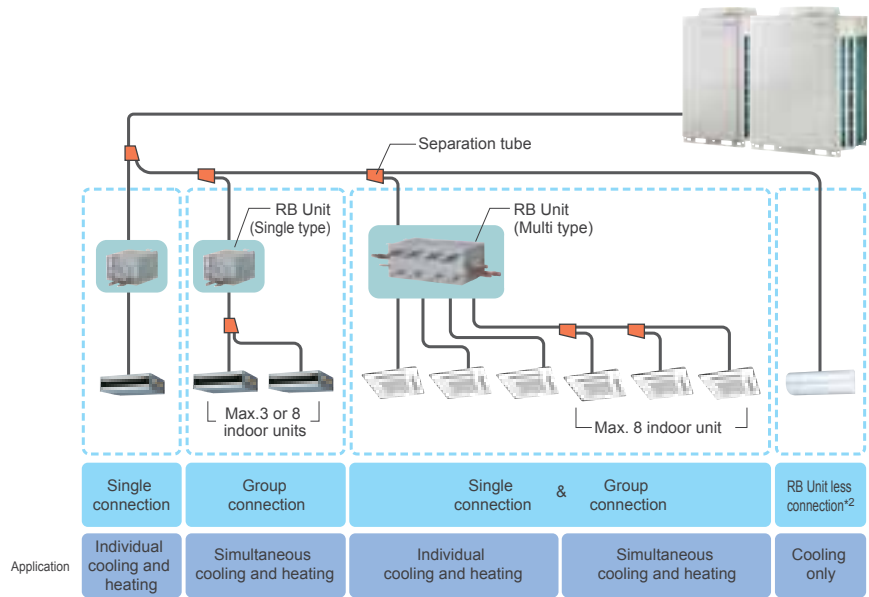 Separation tube
RB Unit
(Single type)
RB Unit
(Multi type)
Max.3 or 8
indoor units
Max. 8 indoor unit
Single
connection
Group
connection
Single
connection
&
Group
connection
RB Unit less
connection*2
Application
Individual
cooling and
heating
Simultaneous
cooling and heating
Individual
cooling and heating
Simultaneous
cooling and heating
Cooling
only